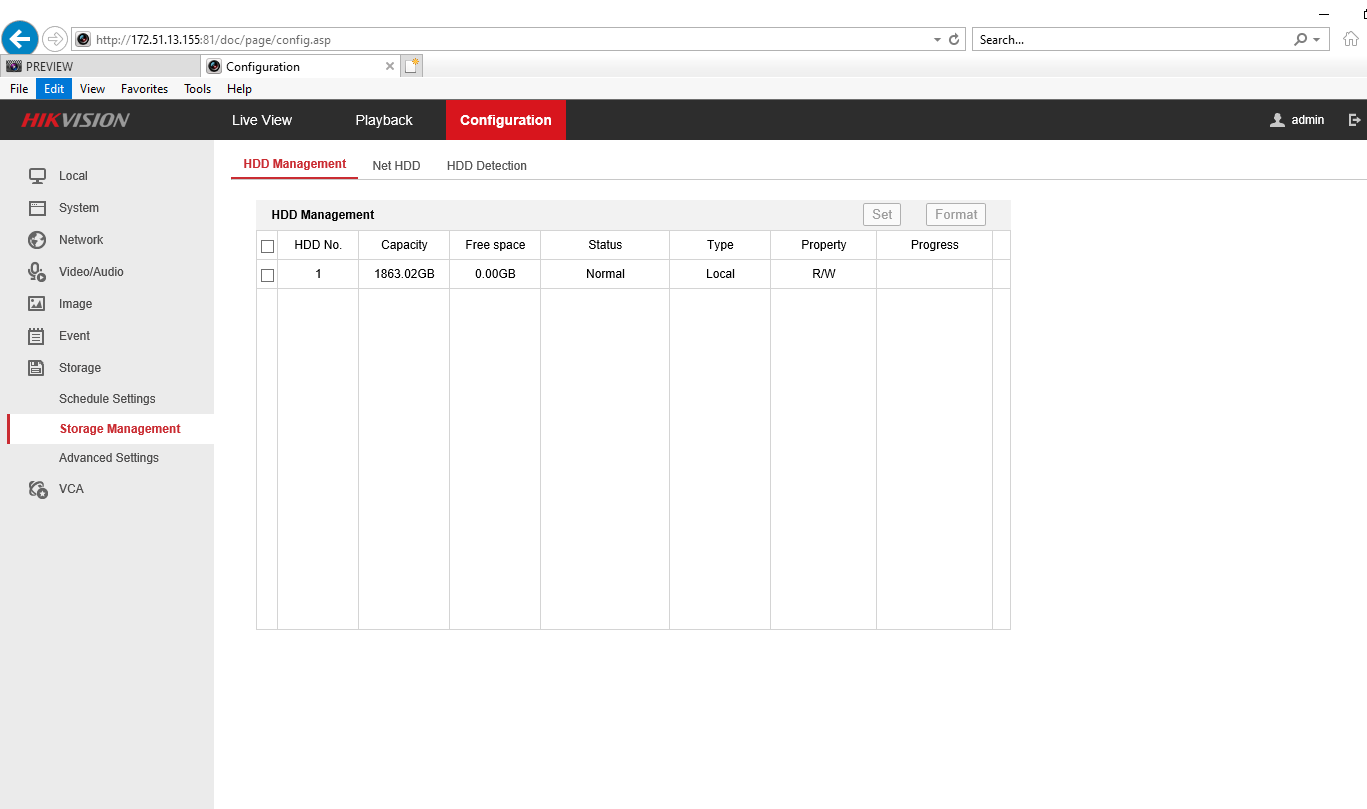 http://172.51.13.155:81/doc/page/config.asp
Search...
PREVIEW
Configuration
File Edit View Favorites Tools Help
HIKVISION Live View Playback Configuration admin
HDD Management Net HDD HDD Detection
Local
System
Network
Video/Audio
Image
Event
Storage
Schedule Settings
Storage Management
Advanced Settings
VCA
HDD Management Set Format
HDD No. Capacity Free space Status Type Property Progress
1 1863.02GB 0.00GB Normal Local R/W